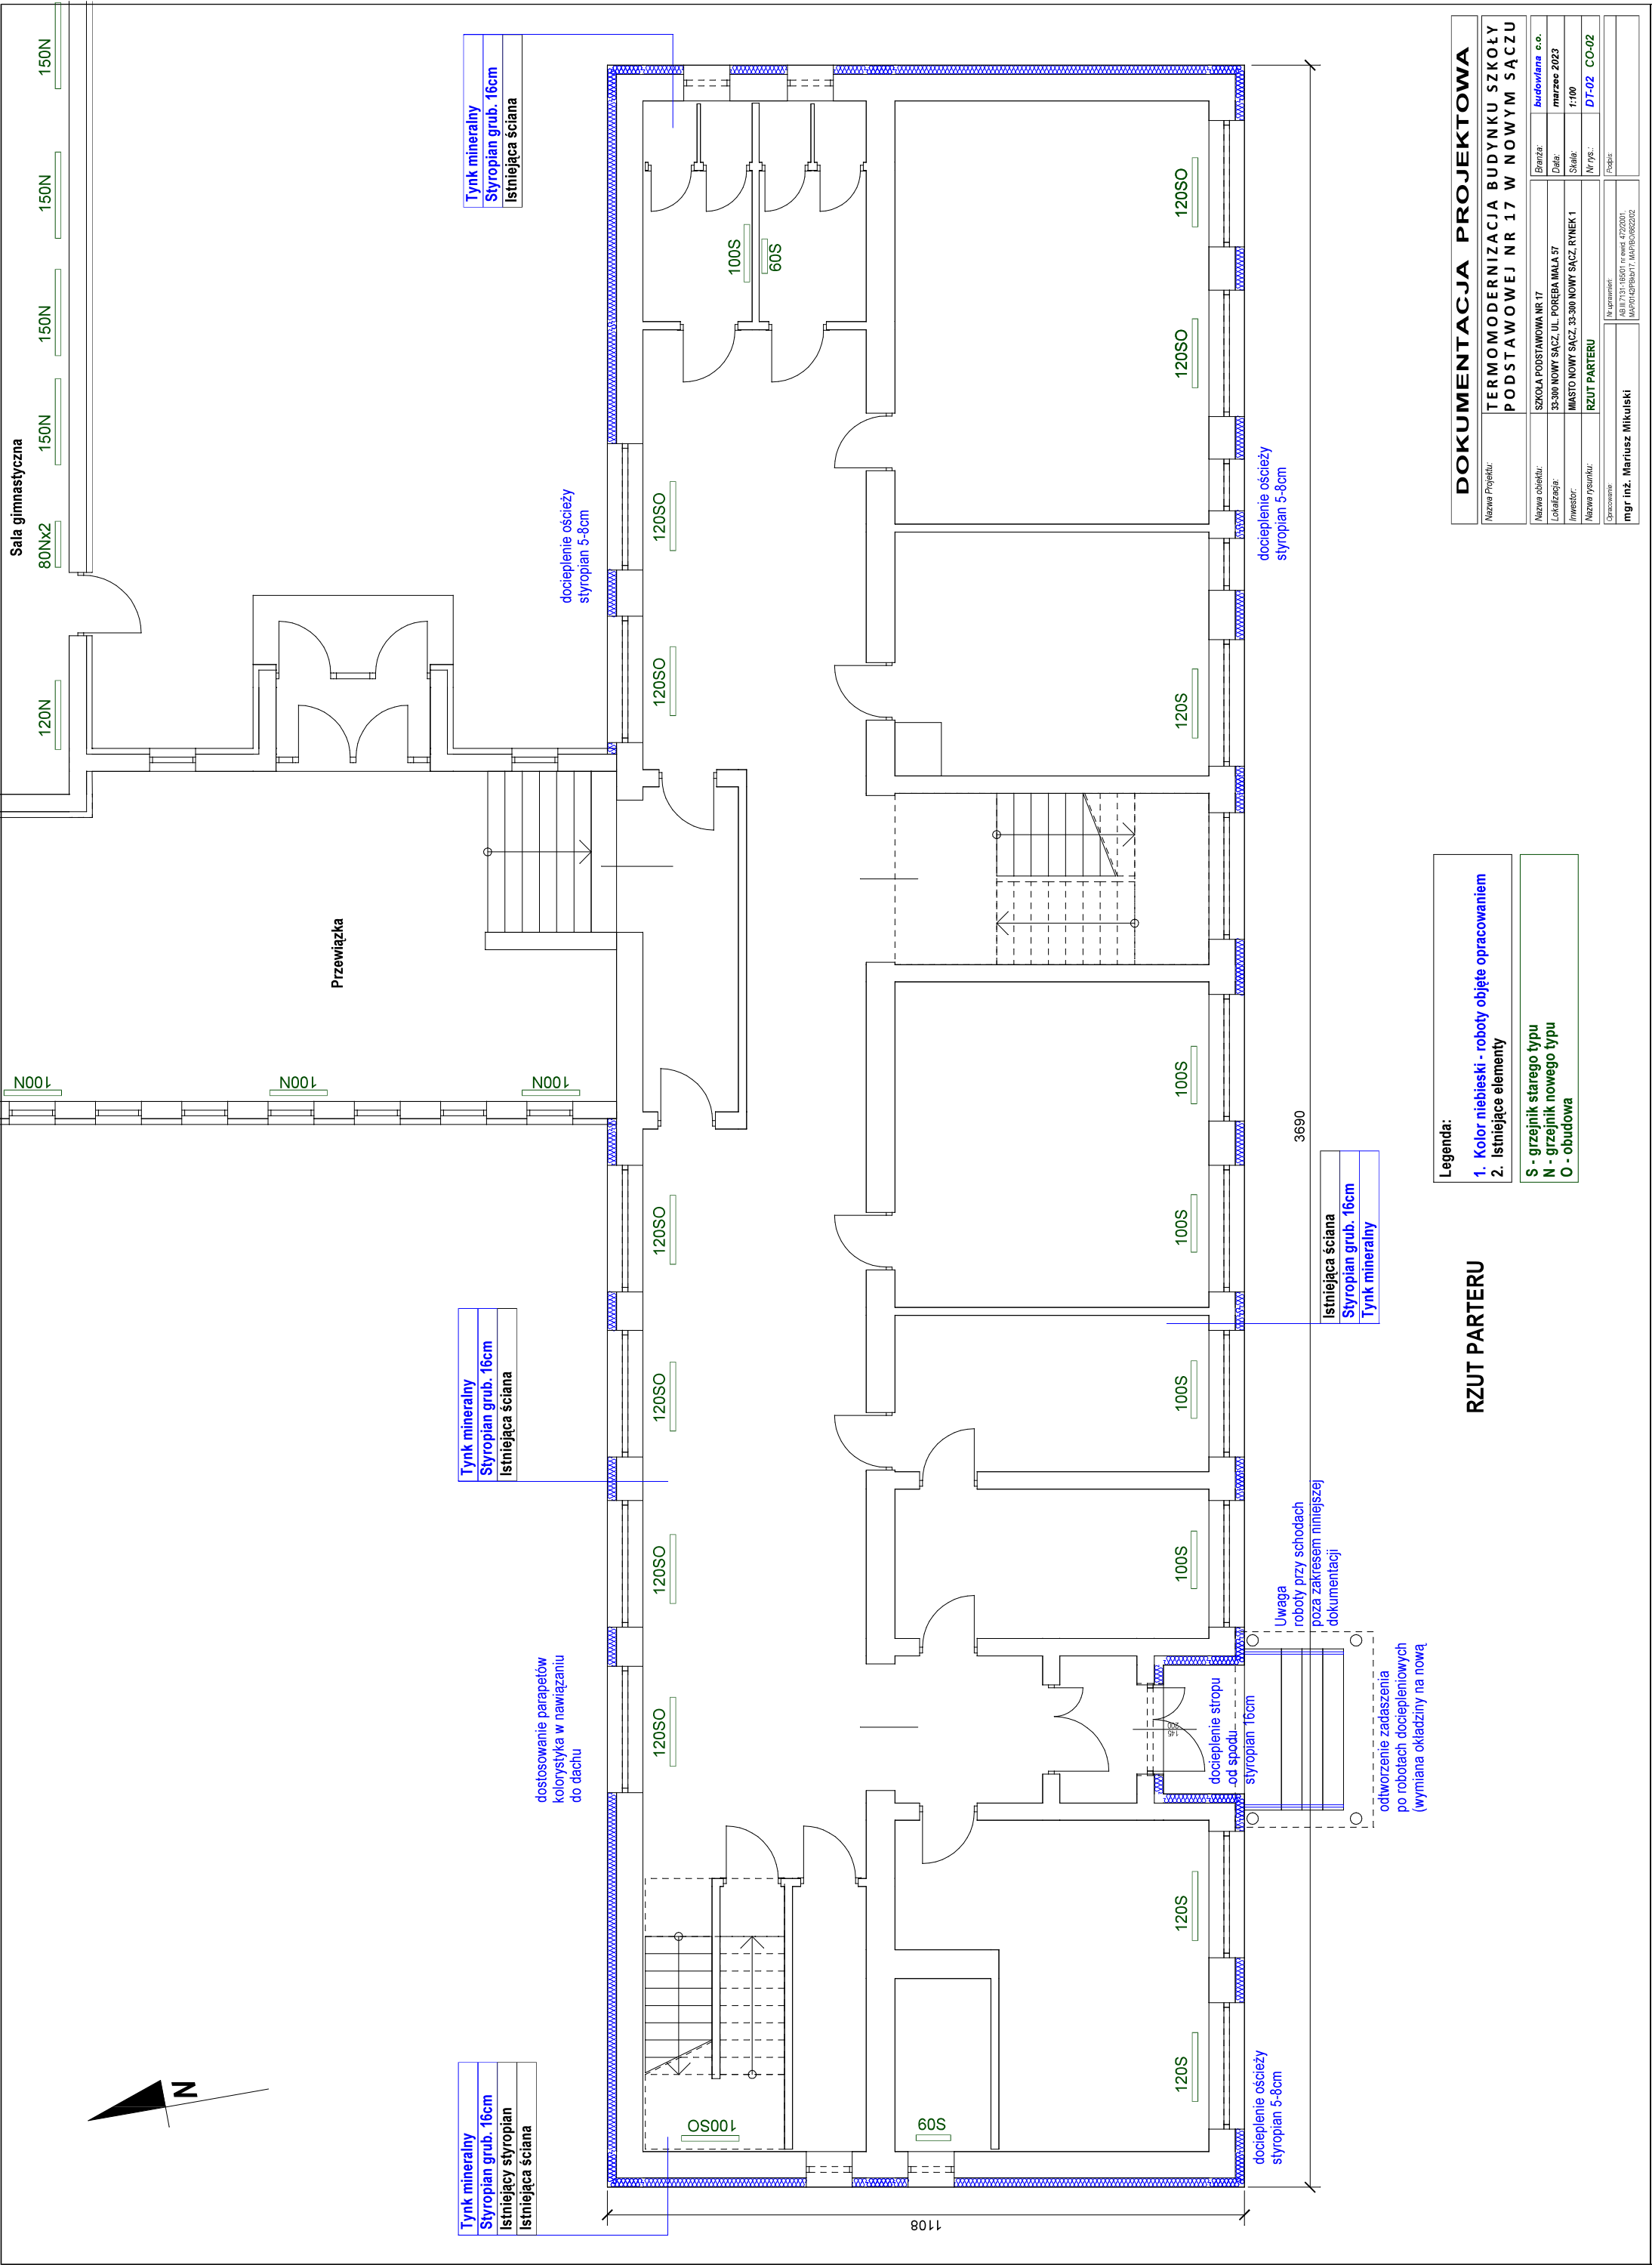 Sala gimnastyczna
120N
80Nx2
150N
150N
150N
150N
Przewiązka
100N
100N
100N
Tynk mineralny
Styropian grub. 16cm
Istniejący styropian
Istniejąca ściana
Tynk mineralny
Styropian grub. 16cm
Istniejąca ściana
Tynk mineralny
Styropian grub. 16cm
Istniejąca ściana
N
dostosowanie parapetów
kolorystyka w nawiązaniu
do dachu
docieplenie ościeży
styropian 5-8cm
100SO
120SO
120SO
120SO
120SO
120SO
120SO
100S
60S
60S
120S
120S
100S
100S
100S
100S
120S
120SO
120SO
docieplenie stropu
od spodu
styropian 16cm
docieplenie ościeży
styropian 5-8cm
docieplenie ościeży
styropian 5-8cm
Uwaga
roboty przy schodach
poza zakresem niniejszej
dokumentacji
odtworzenie zadaszenia
po robotach dociepleniowych
(wymiana okładziny na nową
1108
3690
Istniejąca ściana
Styropian grub. 16cm
Tynk mineralny
RZUT PARTERU
Legenda:
1. Kolor niebieski - roboty objęte opracowaniem
2. Istniejące elementy
S - grzejnik starego typu
N - grzejnik nowego typu
O - obudowa
DOKUMENTACJA PROJEKTOWA
Nazwa Projektu:
TERMOMODERNIZACJA BUDYNKU SZKOŁY
PODSTAWOWEJ NR 17 W NOWYM SĄCZU
Nazwa obiektu: SZKOŁA PODSTAWOWA NR 17 Branża: budowlana c.o.
Lokalizacja: 33-300 NOWY SĄCZ, UL. PORĘBA MAŁA 57 Data: marzec 2023
Inwestor: MIASTO NOWY SĄCZ, 33-300 NOWY SĄCZ, RYNEK 1 Skala: 1:100
Nazwa rysunku: RZUT PARTERU Nr rys.: DT-02 CO-02
Opracowanie: Nr uprawnień: Podpis:
mgr inż. Mariusz Mikulski